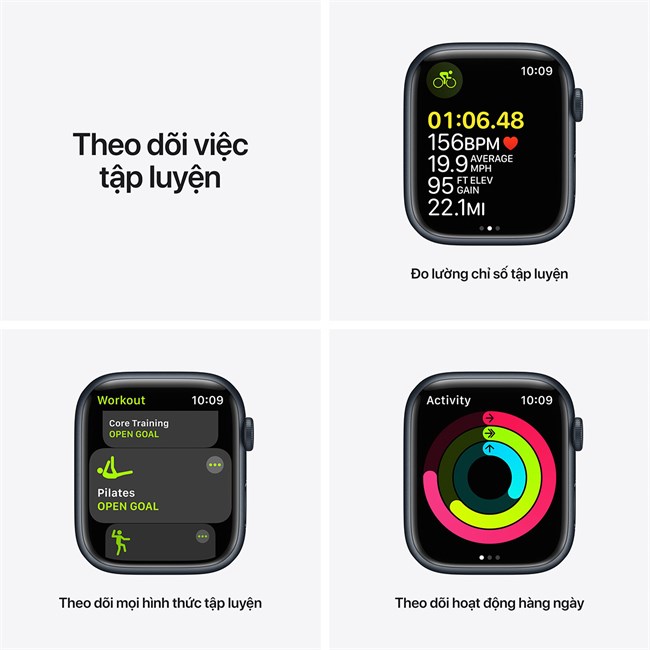 Theo dõi việc
tập luyện
10:09
01:06.48
156BPM
19.9 AVERAGE MPH
95 FT ELEV GAIN
22.1MI
Đo lường chỉ số tập luyện
Workout 10:09
Core Training
OPEN GOAL
Pilates
OPEN GOAL
Theo dõi mọi hình thức tập luyện
Activity 10:09
Theo dõi hoạt động hàng ngày